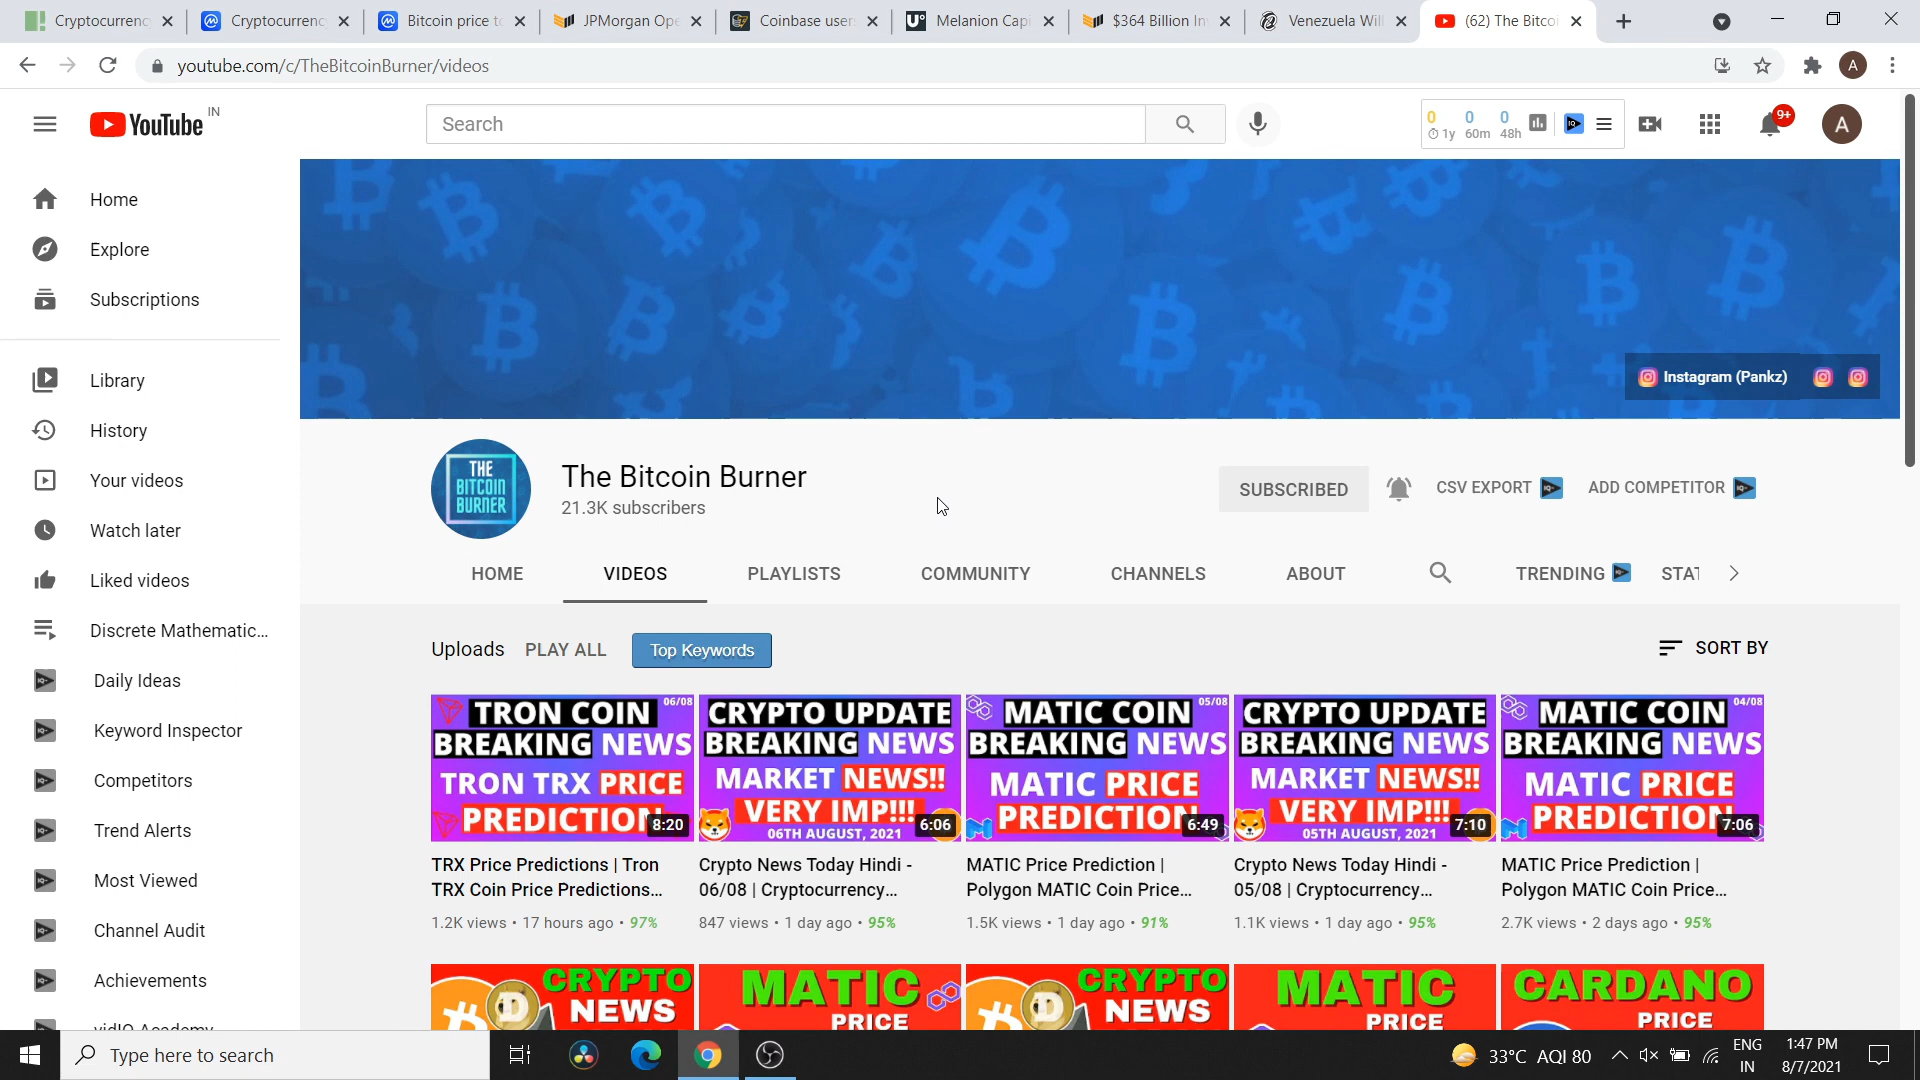 Cryptocurrenc
Cryptocurrenc
Bitcoin price to
JPMorgan Ope
Coinbase user
Melanion Capi
$364 Billion In
Venezuela Will
(62) The Bitco
youtube.com/c/TheBitcoinBurner/videos
A
YouTube IN
Search
0 0 0
1y 60m 48h
9+
A
Home
Explore
Subscriptions
Library
History
Your videos
Watch later
Liked videos
Discrete Mathematic...
Daily Ideas
Keyword Inspector
Competitors
Trend Alerts
Most Viewed
Channel Audit
Achievements
vidIQ Academy
Instagram (Pankz)
THE
BITCOIN
BURNER
The Bitcoin Burner
21.3K subscribers
SUBSCRIBED
CSV EXPORT
ADD COMPETITOR
HOME
VIDEOS
PLAYLISTS
COMMUNITY
CHANNELS
ABOUT
TRENDING
STAT
Uploads PLAY ALL Top Keywords
SORT BY
06/08
TRON COIN
BREAKING NEWS
TRON TRX PRICE
PREDICTION
8:20
TRX Price Predictions | Tron
TRX Coin Price Predictions...
1.2K views • 17 hours ago • 97%
CRYPTO UPDATE
BREAKING NEWS
MARKET NEWS!!
VERY IMP!!!
06TH AUGUST, 2021
6:06
Crypto News Today Hindi -
06/08 | Cryptocurrency...
847 views • 1 day ago • 95%
05/08
MATIC COIN
BREAKING NEWS
MATIC PRICE
PREDICTION
6:49
MATIC Price Prediction |
Polygon MATIC Coin Price...
1.5K views • 1 day ago • 91%
CRYPTO UPDATE
BREAKING NEWS
MARKET NEWS!!
VERY IMP!!!
05TH AUGUST, 2021
7:10
Crypto News Today Hindi -
05/08 | Cryptocurrency...
1.1K views • 1 day ago • 95%
04/08
MATIC COIN
BREAKING NEWS
MATIC PRICE
PREDICTION
7:06
MATIC Price Prediction |
Polygon MATIC Coin Price...
2.7K views • 2 days ago • 95%
CRYPTO
NEWS
MATIC
PRICE
CRYPTO
NEWS
MATIC
PRICE
CARDANO
PRICE
Type here to search
33°C AQI 80
ENG
IN
1:47 PM
8/7/2021